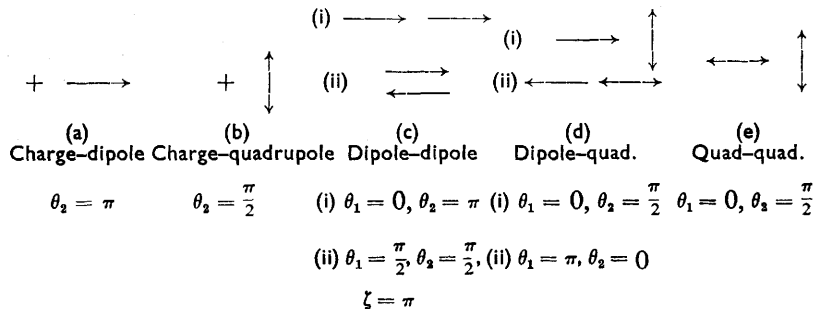 (i)
(i)
+
+
(ii)
(ii)
(a) (b) (c) (d) (e)
Charge–dipole Charge–quadrupole Dipole–dipole Dipole–quad. Quad–quad.
θ₂ = π θ₂ = π/2 (i) θ₁ = 0, θ₂ = π (i) θ₁ = 0, θ₂ = π/2 θ₁ = 0, θ₂ = π/2
(ii) θ₁ = π/2, θ₂ = π/2, (ii) θ₁ = π, θ₂ = 0
ζ = π